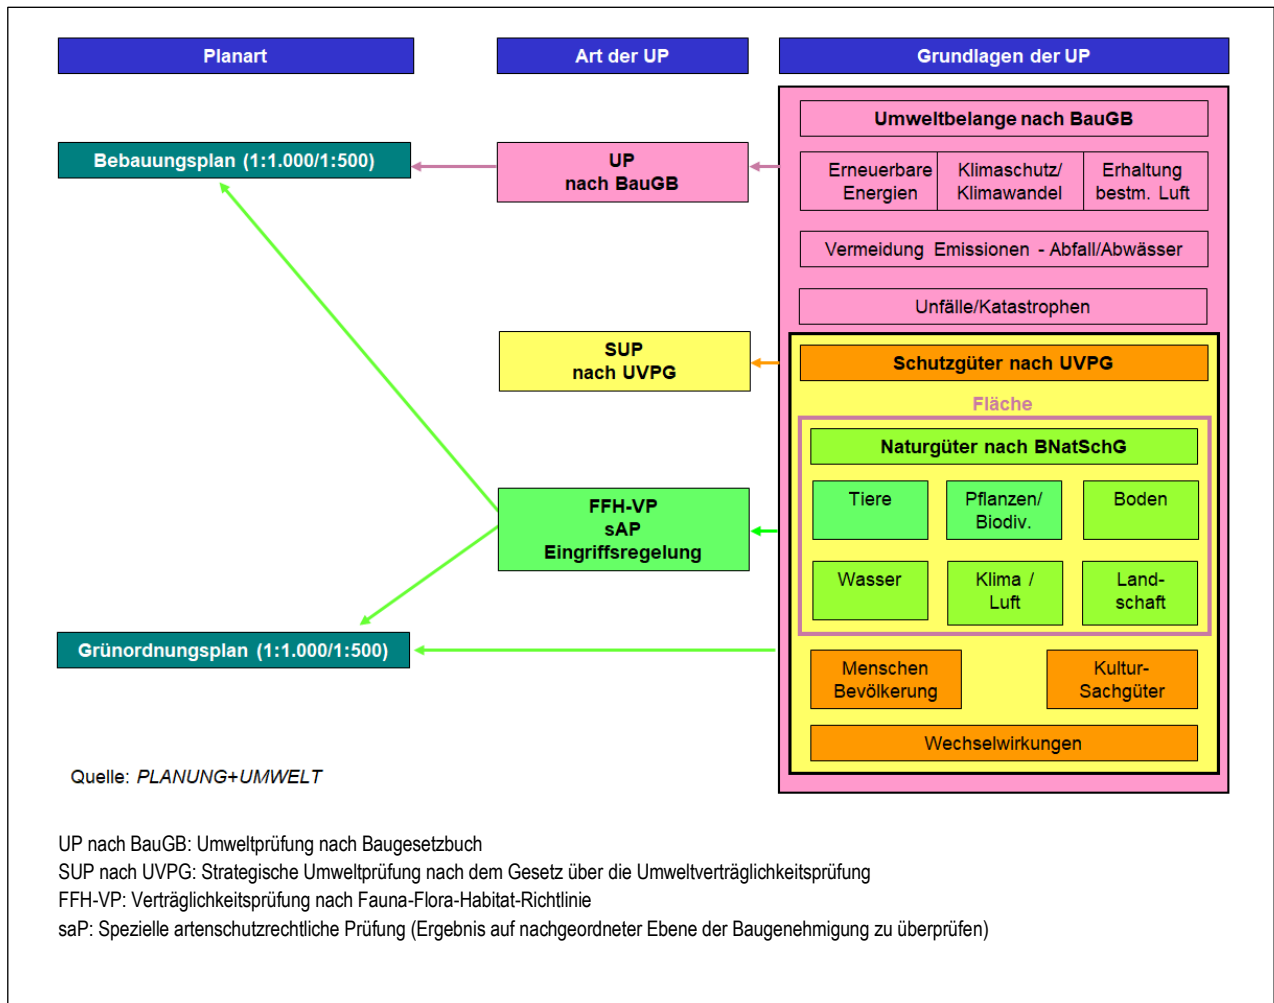 Planart
Art der UP
Grundlagen der UP
Umweltbelange nach BauGB
Bebauungsplan (1:1.000/1:500)
UP
nach BauGB
Erneuerbare
Energien
Klimaschutz/
Klimawandel
Erhaltung
bestm. Luft
Vermeidung Emissionen - Abfall/Abwässer
Unfälle/Katastrophen
SUP
nach UVPG
Schutzgüter nach UVPG
Fläche
Naturgüter nach BNatSchG
FFH-VP
sAP
Eingriffsregelung
Tiere
Pflanzen/
Biodiv.
Boden
Wasser
Klima /
Luft
Land-
schaft
Grünordnungsplan (1:1.000/1:500)
Menschen
Bevölkerung
Kultur-
Sachgüter
Wechselwirkungen
Quelle: PLANUNG+UMWELT
UP nach BauGB: Umweltprüfung nach Baugesetzbuch
SUP nach UVPG: Strategische Umweltprüfung nach dem Gesetz über die Umweltverträglichkeitsprüfung
FFH-VP: Verträglichkeitsprüfung nach Fauna-Flora-Habitat-Richtlinie
saP: Spezielle artenschutzrechtliche Prüfung (Ergebnis auf nachgeordneter Ebene der Baugenehmigung zu überprüfen)